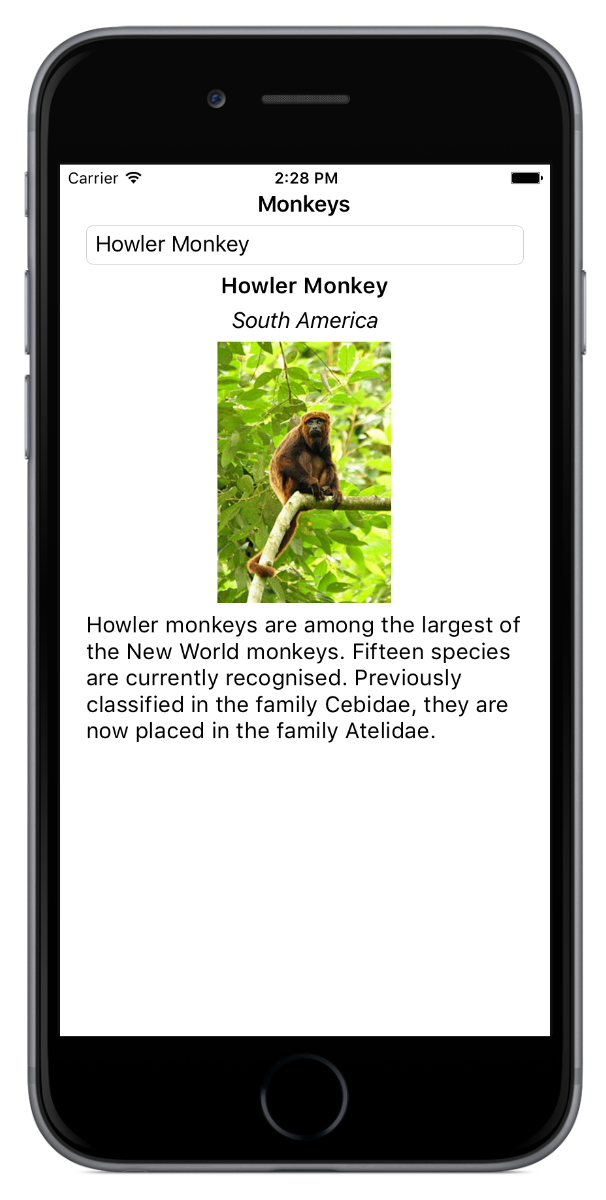 Carrier 2:28 PM
Monkeys
Howler Monkey
Howler Monkey
South America
Howler monkeys are among the largest of
the New World monkeys. Fifteen species
are currently recognised. Previously
classified in the family Cebidae, they are
now placed in the family Atelidae.